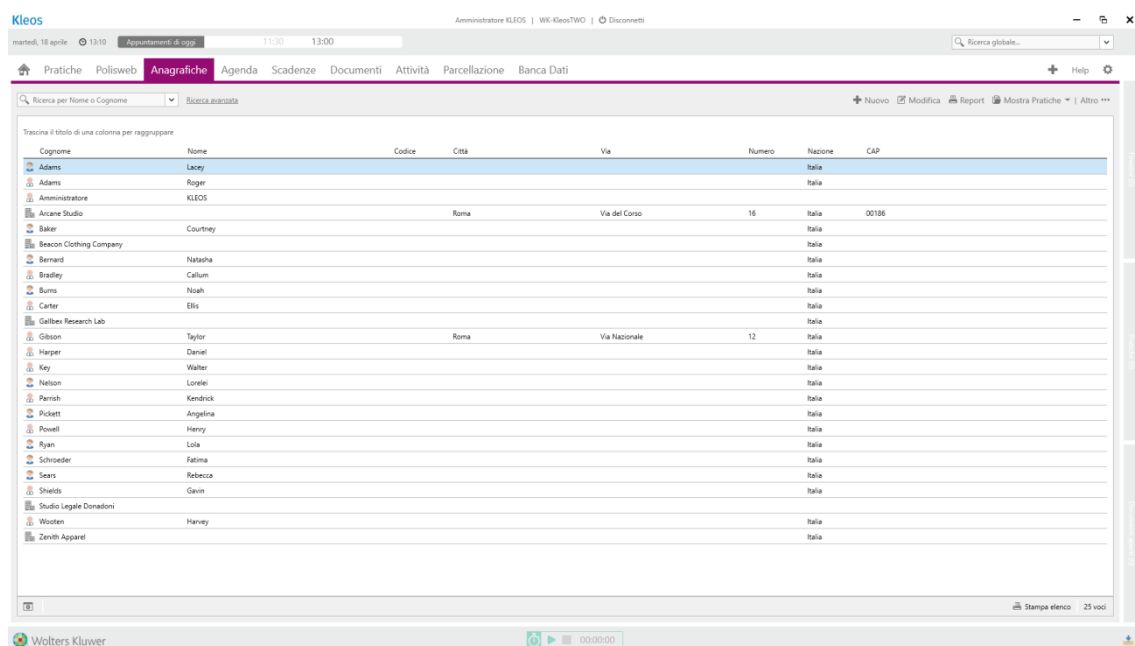 Kleos
Amministratore KLEOS | WK-KleosTWO | Disconnetti
martedì, 18 aprile 13:10 Appuntamenti di oggi 11:30 13:00 Ricerca globale...
Pratiche Polisweb Anagrafiche Agenda Scadenze Documenti Attività Parcellazione Banca Dati Help
Ricerca per Nome o Cognome Ricerca avanzata Nuovo Modifica Report Mostra Pratiche | Altro
Trascina il titolo di una colonna per raggruppare
Cognome Nome Codice Città Via Numero Nazione CAP
Adams Lacey Italia
Adams Roger Italia
Amministratore KLEOS
Arcane Studio Roma Via del Corso 16 Italia 00186
Baker Courtney Italia
Beacon Clothing Company Italia
Bernard Natasha Italia
Bradley Callum Italia
Burns Noah Italia
Carter Ellis Italia
Gallbex Research Lab Italia
Gibson Taylor Roma Via Nazionale 12 Italia
Harper Daniel Italia
Key Walter Italia
Nelson Lorelei Italia
Parrish Kendrick Italia
Pickett Angelina Italia
Powell Henry Italia
Ryan Lola Italia
Schroeder Fatima Italia
Sears Rebecca Italia
Shields Gavin Italia
Studio Legale Donadoni
Wooten Harvey Italia
Zenith Apparel Italia
Stampa elenco 25 voci
Wolters Kluwer 00:00:00